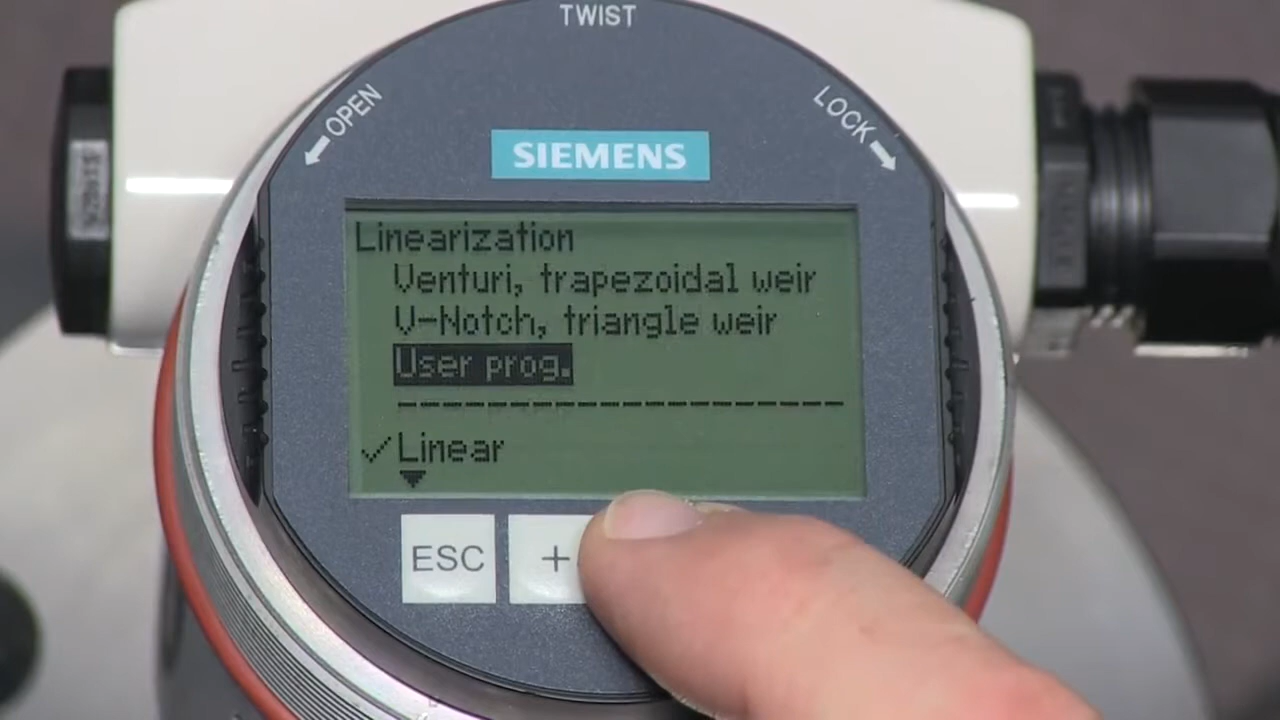 TWIST
OPEN
LOCK
SIEMENS
Linearization
Venturi, trapezoidal weir
V-Notch, triangle weir
User prog.
Linear
ESC
+